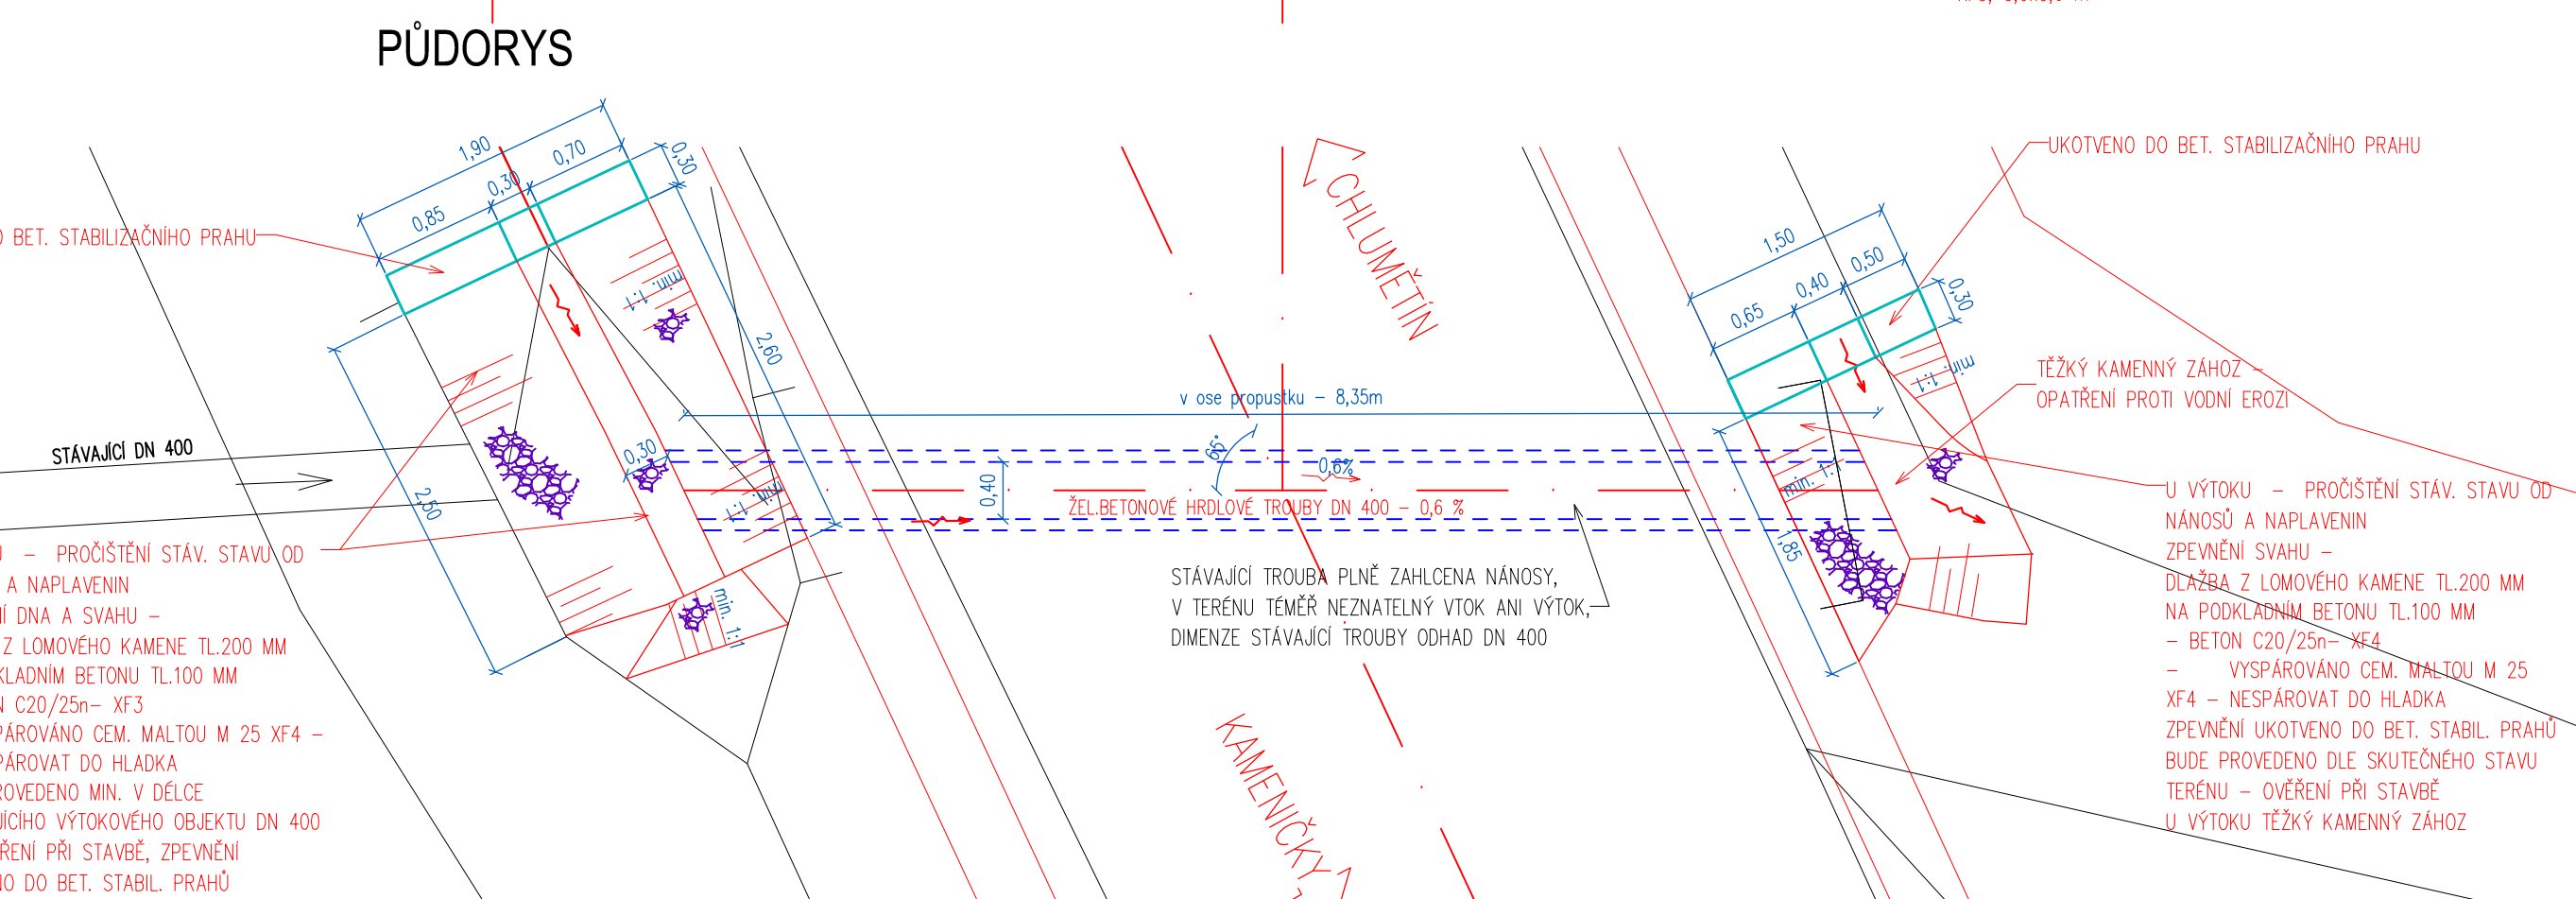 PŮDORYS
1,90
0,85
0,30
0,70
0,30
O BET. STABILIZAČNÍHO PRAHU
min. 1:1
2,60
2,50
STÁVAJÍCÍ DN 400
0,30
min. 1:1
min. 1:1
U – PROČIŠTĚNÍ STÁV. STAVU OD
A NAPLAVENIN
NÍ DNA A SVAHU –
Z LOMOVÉHO KAMENE TL.200 MM
KLADNÍM BETONU TL.100 MM
N C20/25n– XF3
PÁROVÁNO CEM. MALTOU M 25 XF4 –
PÁROVAT DO HLADKA
ROVEDENO MIN. V DÉLCE
JÍCÍHO VÝTOKOVÉHO OBJEKTU DN 400
ŘENÍ PŘI STAVBĚ, ZPEVNĚNÍ
NO DO BET. STABIL. PRAHŮ
CHLUMĚTÍN
v ose propustku – 8,35m
65°
0,6%
0,40
ŽEL.BETONOVÉ HRDLOVÉ TROUBY DN 400 – 0,6 %
STÁVAJÍCÍ TROUBA PLNĚ ZAHLCENA NÁNOSY,
V TERÉNU TÉMĚŘ NEZNATELNÝ VTOK ANI VÝTOK,
DIMENZE STÁVAJÍCÍ TROUBY ODHAD DN 400
KAMENIČKY
UKOTVENO DO BET. STABILIZAČNÍHO PRAHU
1,50
0,65
0,40
0,50
0,30
min. 1:1
TĚŽKÝ KAMENNÝ ZÁHOZ –
OPATŘENÍ PROTI VODNÍ EROZI
min. 1:1
1,85
U VÝTOKU – PROČIŠTĚNÍ STÁV. STAVU OD
NÁNOSŮ A NAPLAVENIN
ZPEVNĚNÍ SVAHU –
DLAŽBA Z LOMOVÉHO KAMENE TL.200 MM
NA PODKLADNÍM BETONU TL.100 MM
– BETON C20/25n– XF4
– VYSPÁROVÁNO CEM. MALTOU M 25
XF4 – NESPÁROVAT DO HLADKA
ZPEVNĚNÍ UKOTVENO DO BET. STABIL. PRAHŮ
BUDE PROVEDENO DLE SKUTEČNÉHO STAVU
TERÉNU – OVĚŘENÍ PŘI STAVBĚ
U VÝTOKU TĚŽKÝ KAMENNÝ ZÁHOZ